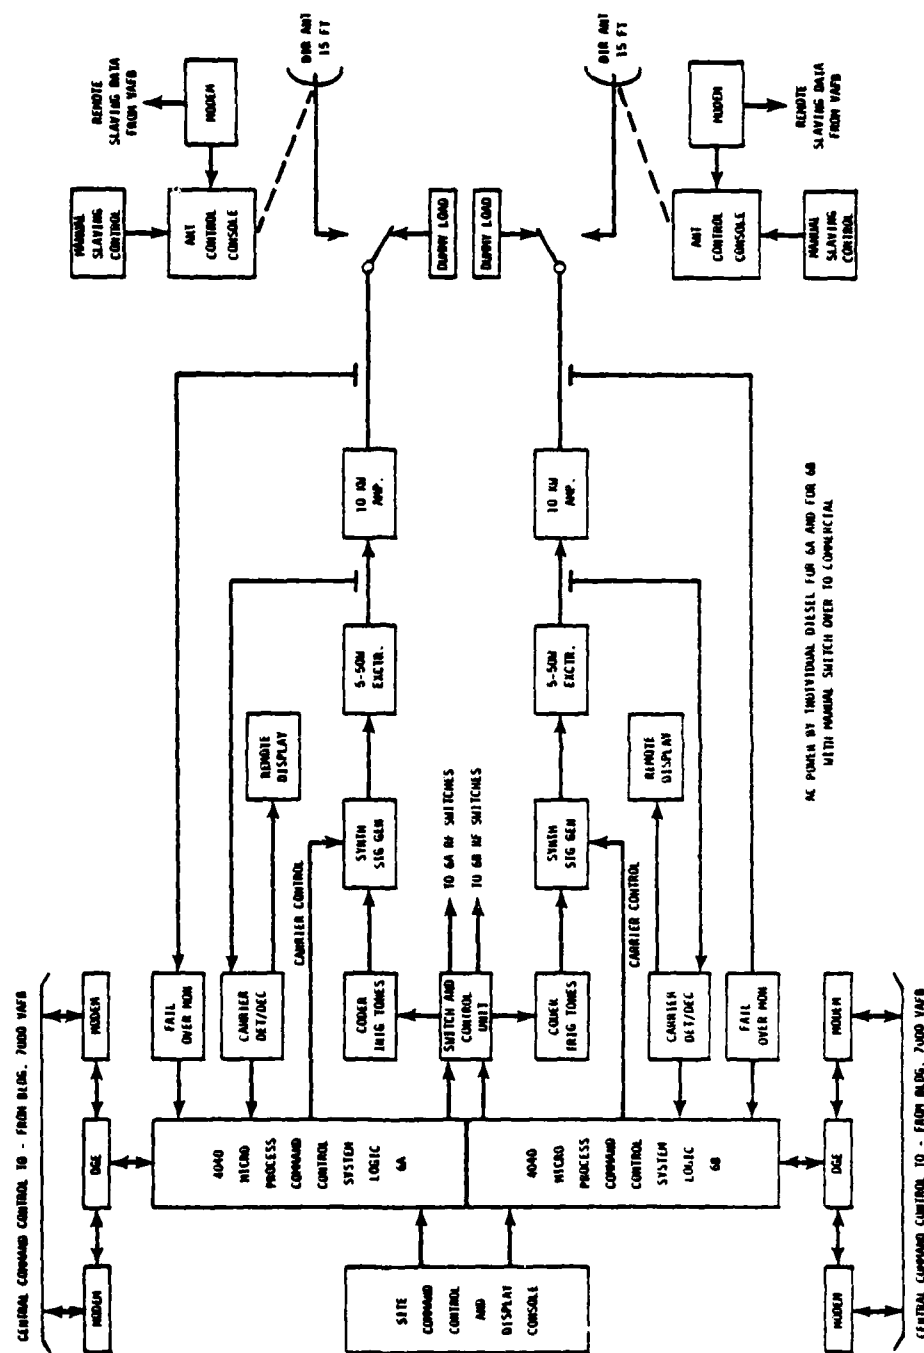 CENTRAL COMMAND CONTROL TO - FROM BLDG. 7000 VAFB
MODEM
DGE
MODEM
REMOTE
SLAVING DATA
FROM VAFB
MODEM
MANUAL
SLAVING
CONTROL
ANT
CONTROL
CONSOLE
DIR ANT
15 FT
FAIL
OVER MON
CARRIER
DET/DEC
REMOTE
DISPLAY
CARRIER CONTROL
4040
MICRO
PROCESS
COMMAND
CONTROL
SYSTEM
LOGIC
6A
CODER
IRIG TONES
SYNTH
SIG GEN
5-50W
EXCTR.
10 KW
AMP.
DUMMY LOAD
SITE
COMMAND
CONTROL
AND
DISPLAY
CONSOLE
SWITCH AND
CONTROL
UNIT
TO 6A RF SWITCHES
TO 6B RF SWITCHES
DUMMY LOAD
4040
MICRO
PROCESS
COMMAND
CONTROL
SYSTEM
LOGIC
6B
CODER
IRIG TONES
SYNTH
SIG GEN
5-50W
EXCTR.
10 KW
AMP.
DIR ANT
15 FT
CARRIER CONTROL
CARRIER
DET/DEC
REMOTE
DISPLAY
FAIL
OVER MON
ANT
CONTROL
CONSOLE
MODEM
REMOTE
SLAVING DATA
FROM VAFB
MANUAL
SLAVING
CONTROL
AC POWER BY INDIVIDUAL DIESEL FOR 6A AND FOR 6B
WITH MANUAL SWITCH OVER TO COMMERCIAL
MODEM
DGE
MODEM
CENTRAL COMMAND CONTROL TO - FROM BLDG. 7000 VAFB